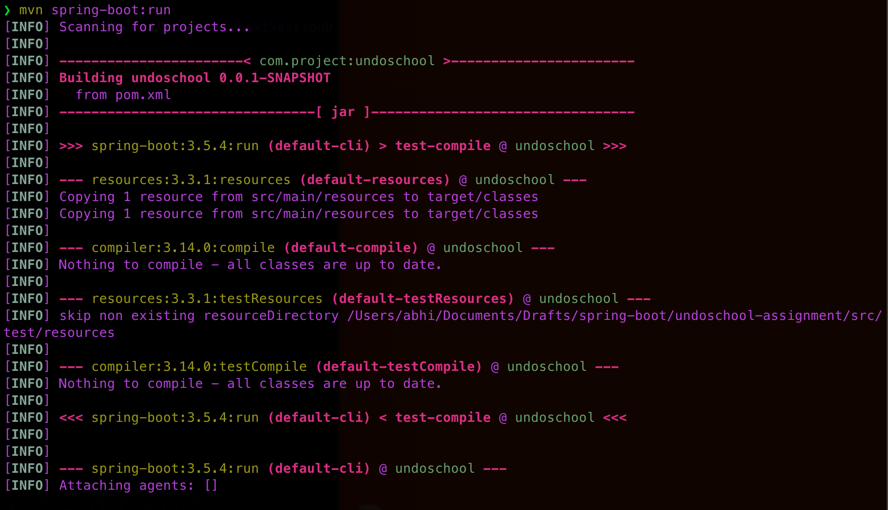 ❯ mvn spring-boot:run
[INFO] Scanning for projects...
[INFO]
[INFO] -----------------------< com.project:undoschool >-----------------------
[INFO] Building undoschool 0.0.1-SNAPSHOT
[INFO]   from pom.xml
[INFO] --------------------------------[ jar ]---------------------------------
[INFO]
[INFO] >>> spring-boot:3.5.4:run (default-cli) > test-compile @ undoschool >>>
[INFO]
[INFO] --- resources:3.3.1:resources (default-resources) @ undoschool ---
[INFO] Copying 1 resource from src/main/resources to target/classes
[INFO] Copying 1 resource from src/main/resources to target/classes
[INFO]
[INFO] --- compiler:3.14.0:compile (default-compile) @ undoschool ---
[INFO] Nothing to compile - all classes are up to date.
[INFO]
[INFO] --- resources:3.3.1:testResources (default-testResources) @ undoschool ---
[INFO] skip non existing resourceDirectory /Users/abhi/Documents/Drafts/spring-boot/undoschool-assignment/src/
test/resources
[INFO]
[INFO] --- compiler:3.14.0:testCompile (default-testCompile) @ undoschool ---
[INFO] Nothing to compile - all classes are up to date.
[INFO]
[INFO] <<< spring-boot:3.5.4:run (default-cli) < test-compile @ undoschool <<<
[INFO]
[INFO]
[INFO] --- spring-boot:3.5.4:run (default-cli) @ undoschool ---
[INFO] Attaching agents: []